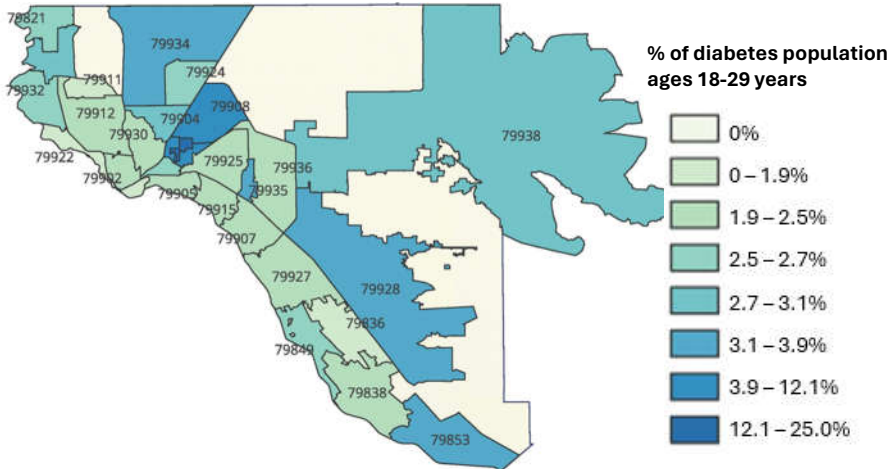 79821
79934
% of diabetes population
ages 18-29 years
79924
79911
79932
79908
79912
79904
0%
79930
79938
79922
79925
79936
0 – 1.9%
79902
79905
79935
79915
1.9 – 2.5%
79907
2.5 – 2.7%
79927
79928
2.7 – 3.1%
79836
79849
3.1 – 3.9%
79838
3.9 – 12.1%
79853
12.1 – 25.0%